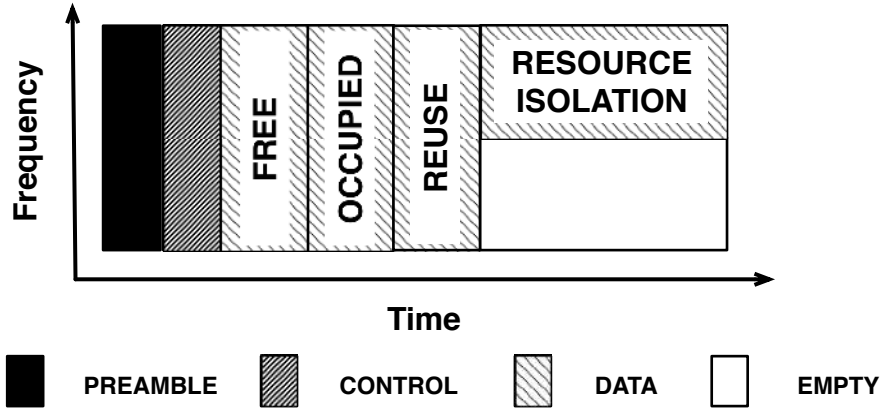 Frequency
FREE
OCCUPIED
REUSE
RESOURCE
ISOLATION
Time
PREAMBLE
CONTROL
DATA
EMPTY